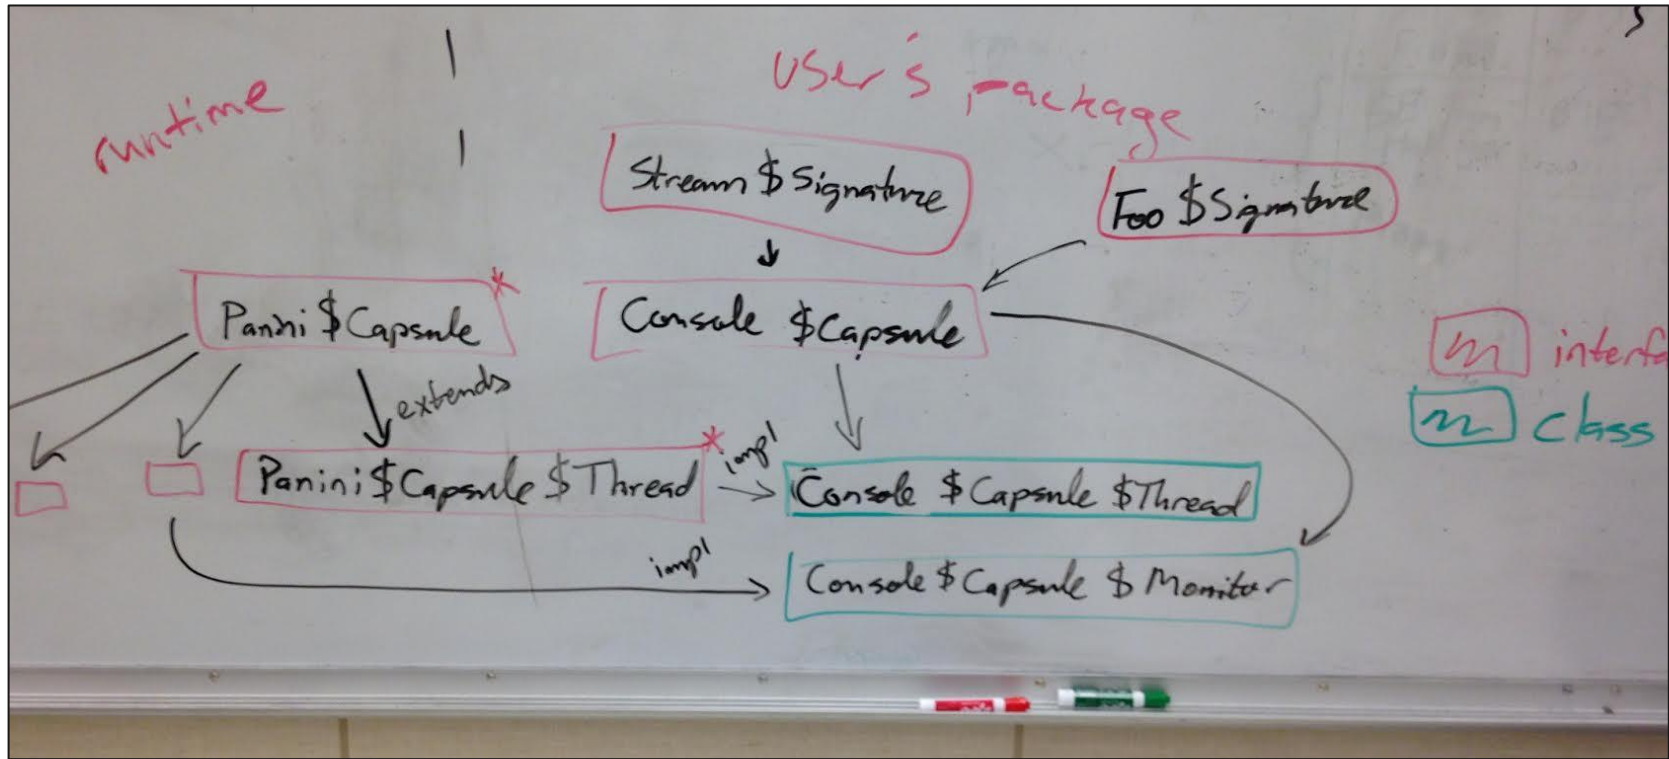 runtime
user's package
Stream $Signature
Foo $Signature
Panini $Capsule *
Console $Capsule
extends
interfa
class
Panini $Capsule $Thread *
impl
Console $Capsule $Thread
impl
Console $Capsule $Monitor